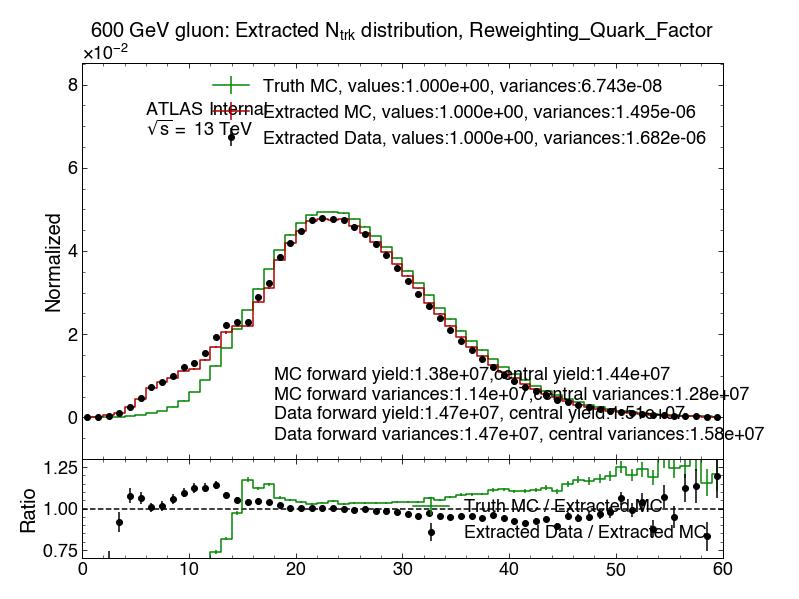 600 GeV gluon: Extracted Ntrk distribution, Reweighting_Quark_Factor
×10−2
Truth MC, values:1.000e+00, variances:6.743e-08
ATLAS Internal
Extracted MC, values:1.000e+00, variances:1.495e-06
√s = 13 TeV
Extracted Data, values:1.000e+00, variances:1.682e-06
8
6
4
2
0
Normalized
MC forward yield:1.38e+07,central yield:1.44e+07
MC forward variances:1.14e+07,central variances:1.28e+07
Data forward yield:1.47e+07, central yield:1.51e+07
Data forward variances:1.47e+07, central variances:1.58e+07
1.25
1.00
0.75
Ratio
Truth MC / Extracted MC
Extracted Data / Extracted MC
0 10 20 30 40 50 60